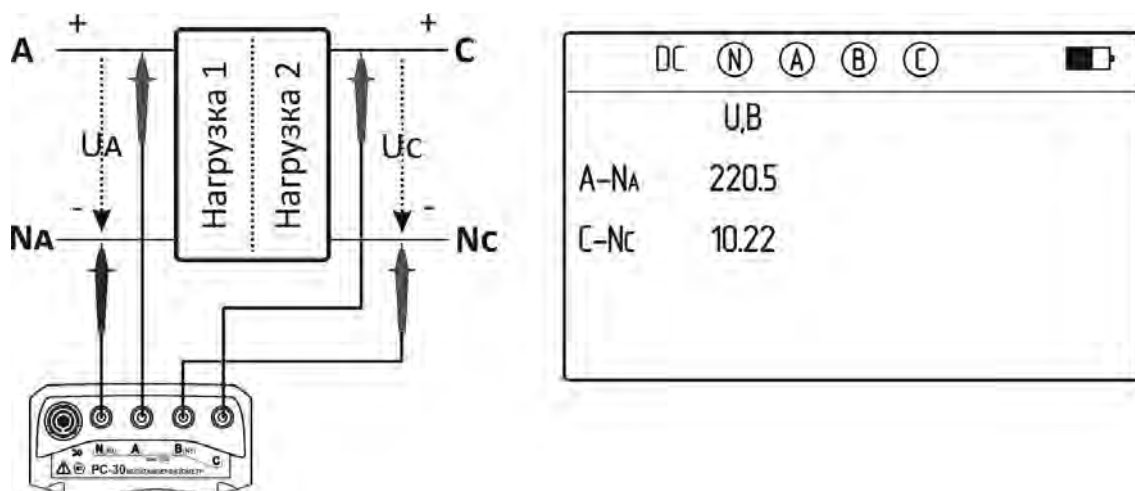 + +
A C
Нагрузка 1
Нагрузка 2
UA UC
- -
NA NC
N A B
C
PC-30
DC N A B C
U,B
A-NA 220.5
C-NC 10.22